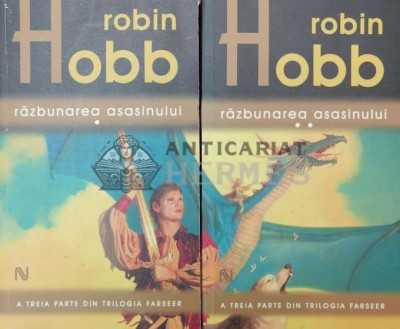 robin
Hobb
răzbunarea asasinului
*
N
A TREIA PARTE DIN TRILOGIA FARSEER
robin
Hobb
răzbunarea asasinului
**
N
A TREIA PARTE DIN TRILOGIA FARSEER
ANTICARIAT
HERMES